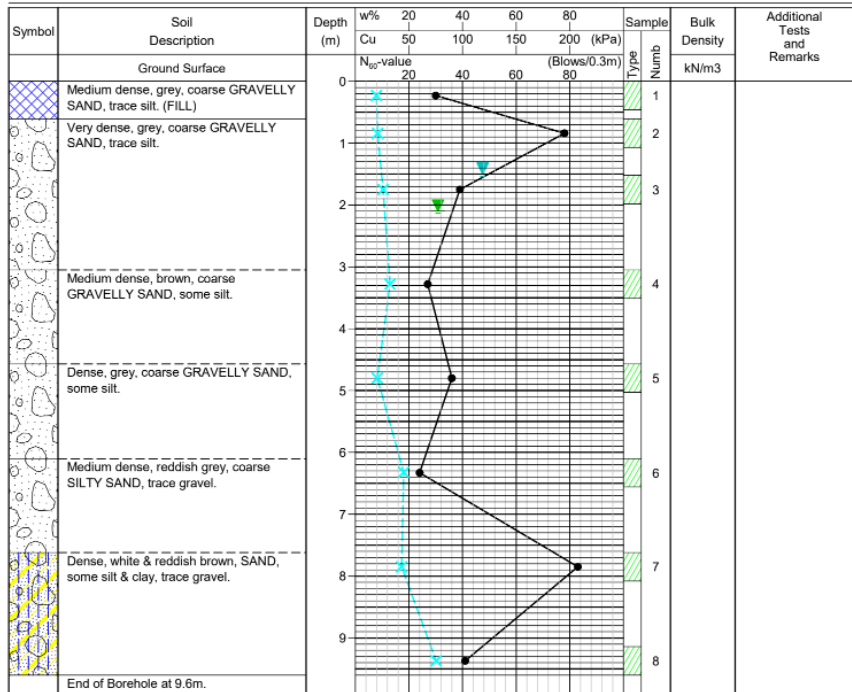 Symbol
Soil
Description
Depth
(m)
w% 20 40 60 80
Cu 50 100 150 200 (kPa)
N60-value (Blows/0.3m)
20 40 60 80
Sample
Type
Numb
Bulk
Density
kN/m3
Additional
Tests
and
Remarks
Ground Surface
0
Medium dense, grey, coarse GRAVELLY
SAND, trace silt. (FILL)
1
Very dense, grey, coarse GRAVELLY
SAND, trace silt.
2
1
3
2
3
Medium dense, brown, coarse
GRAVELLY SAND, some silt.
4
4
Dense, grey, coarse GRAVELLY SAND,
some silt.
5
5
6
Medium dense, reddish grey, coarse
SILTY SAND, trace gravel.
6
7
Dense, white & reddish brown, SAND,
some silt & clay, trace gravel.
7
8
9
8
End of Borehole at 9.6m.